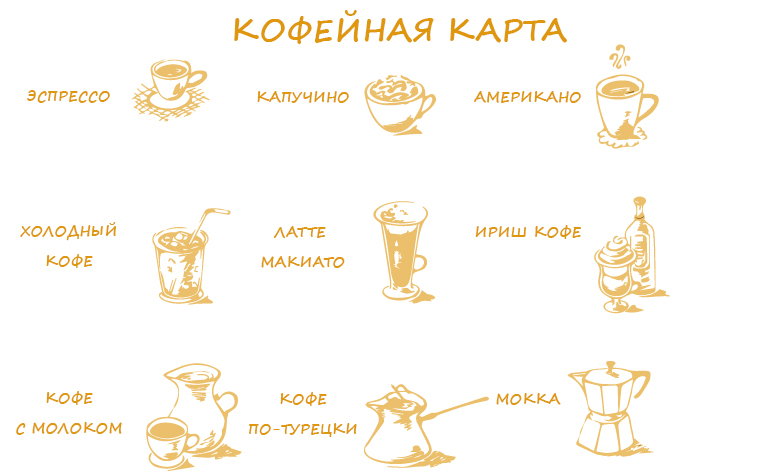 КОФЕЙНАЯ КАРТА
ЭСПРЕССО
КАПУЧИНО
АМЕРИКАНО
ХОЛОДНЫЙ
КОФЕ
ЛАТТЕ
МАКИАТО
ИРИШ КОФЕ
КОФЕ
С МОЛОКОМ
КОФЕ
ПО-ТУРЕЦКИ
МОККА